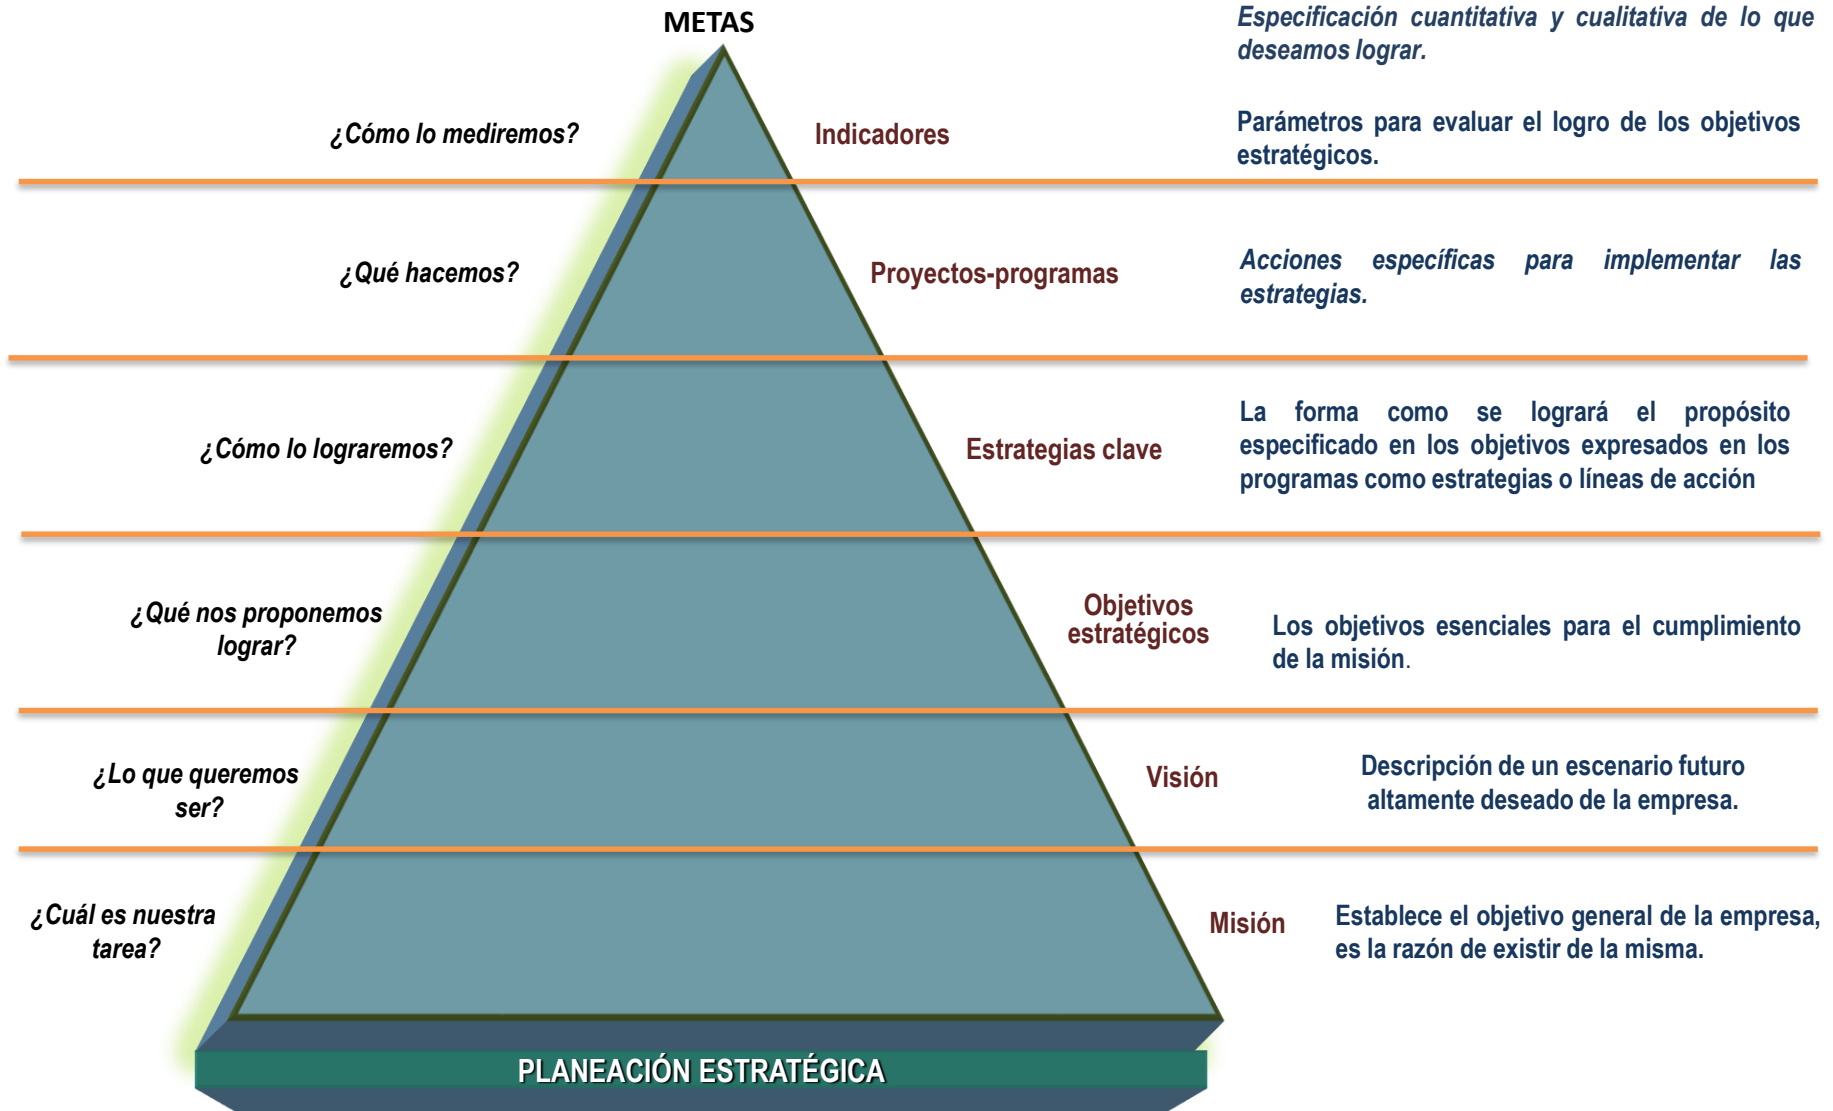 METAS
Especificación cuantitativa y cualitativa de lo que
deseamos lograr.
¿Cómo lo mediremos?
Indicadores
Parámetros para evaluar el logro de los objetivos
estratégicos.
¿Qué hacemos?
Proyectos-programas
Acciones específicas para implementar las
estrategias.
¿Cómo lo lograremos?
Estrategias clave
La forma como se logrará el propósito
especificado en los objetivos expresados en los
programas como estrategias o líneas de acción
¿Qué nos proponemos
lograr?
Objetivos
estratégicos
Los objetivos esenciales para el cumplimiento
de la misión.
¿Lo que queremos
ser?
Visión
Descripción de un escenario futuro
altamente deseado de la empresa.
¿Cuál es nuestra
tarea?
Misión
Establece el objetivo general de la empresa,
es la razón de existir de la misma.
PLANEACIÓN ESTRATÉGICA